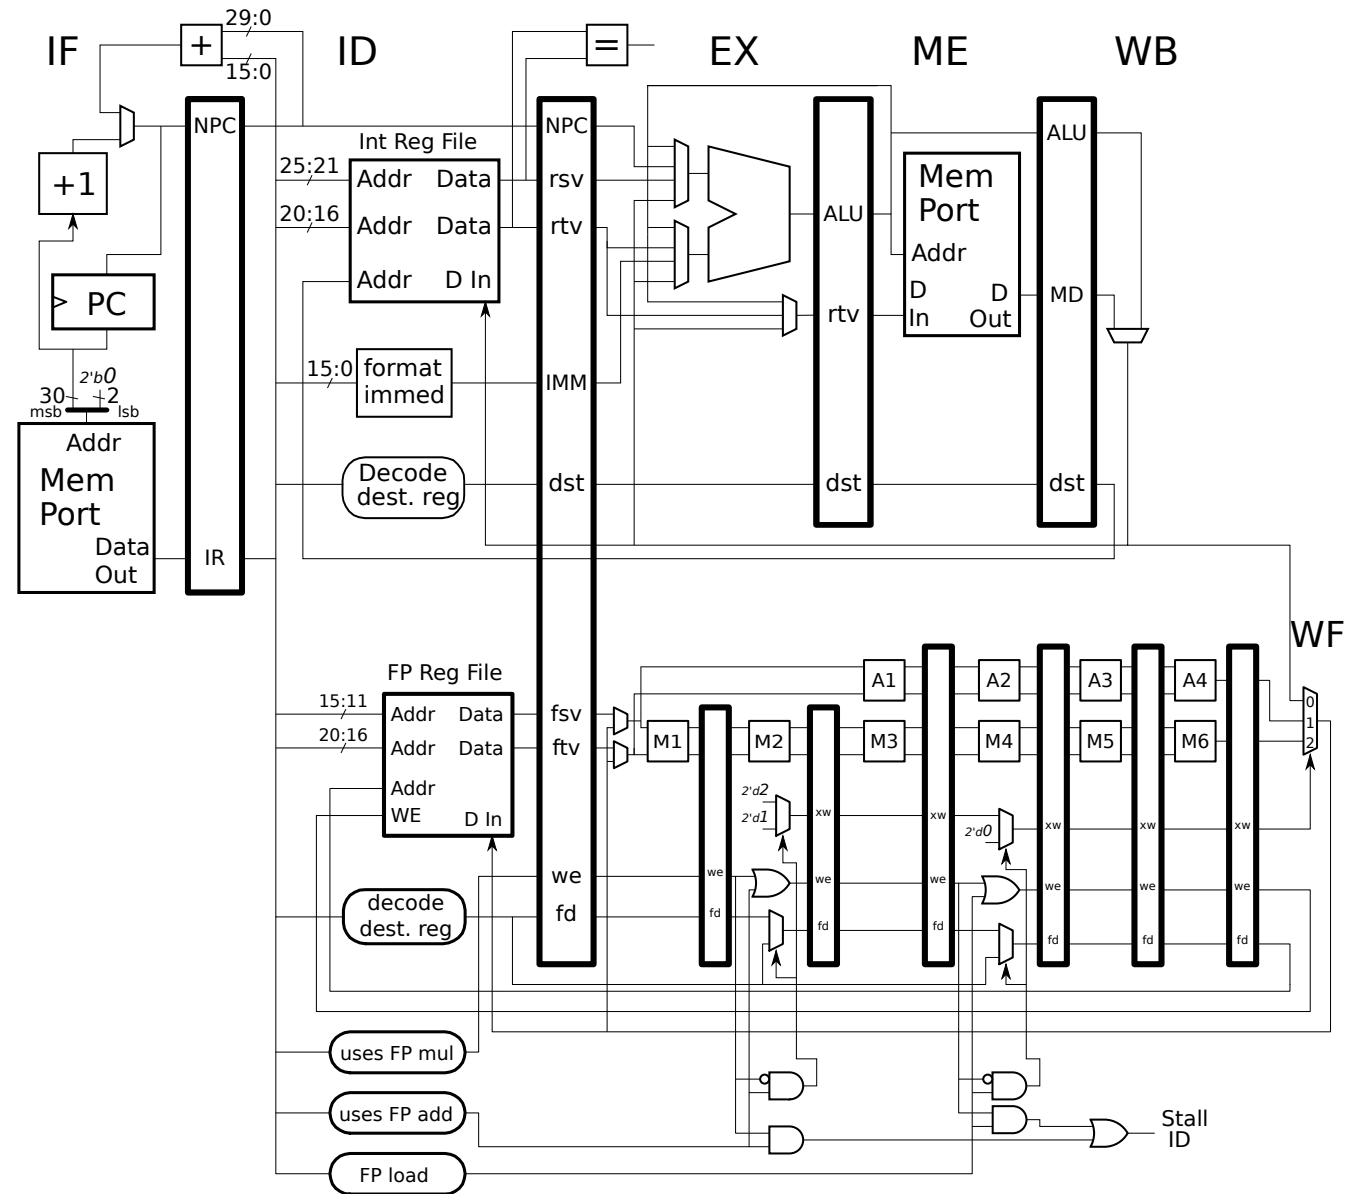 IF
ID
EX
ME
WB
29:0
+
15:0
=
NPC
NPC
ALU
+1
Int Reg File
25:21
Addr
Data
rsv
20:16
Addr
Data
rtv
Addr
D In
ALU
Mem
Port
Addr
D
In
D
Out
MD
PC
rtv
15:0
format
immed
IMM
2'b0
30
2
msb
lsb
Addr
Mem
Port
Data
Out
IR
Decode
dest. reg
dst
dst
dst
WF
FP Reg File
15:11
Addr
Data
fsv
20:16
Addr
Data
ftv
Addr
WE
D In
A1
A2
A3
A4
M1
M2
M3
M4
M5
M6
0
1
2
2'd2
2'd1
xw
xw
2'd0
xw
xw
xw
we
we
we
we
we
we
we
fd
fd
fd
fd
fd
fd
fd
decode
dest. reg
uses FP mul
uses FP add
FP load
Stall
ID